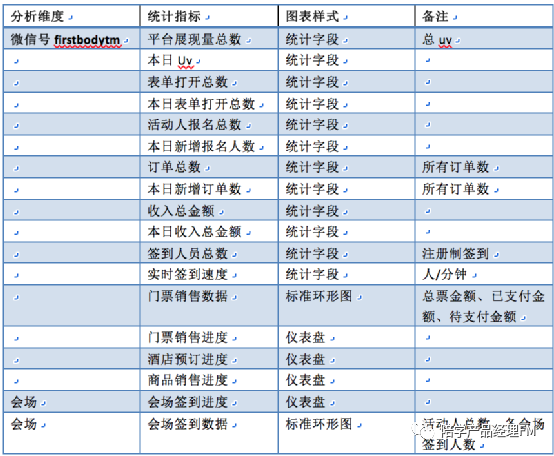 分析维度 统计指标 图表样式 备注
微信号 firstbodytm 平台展现量总数 统计字段 总 uv
本日 Uv 统计字段
表单打开总数 统计字段
本日表单打开总数 统计字段
活动人报名总数 统计字段
本日新增报名人数 统计字段
订单总数 统计字段 所有订单数
本日新增订单数 统计字段 所有订单数
收入总金额 统计字段
本日收入总金额 统计字段
签到人员总数 统计字段 注册制签到
实时签到速度 统计字段 人/分钟
门票销售数据 标准环形图 总票金额、已支付金
额、待支付金额
门票销售进度 仪表盘
酒店预订进度 仪表盘
商品销售进度 仪表盘
会场 会场签到进度 仪表盘
会场 会场签到数据 标准环形图 活动人总数、各会场
签到人数
陪学产品经理FM